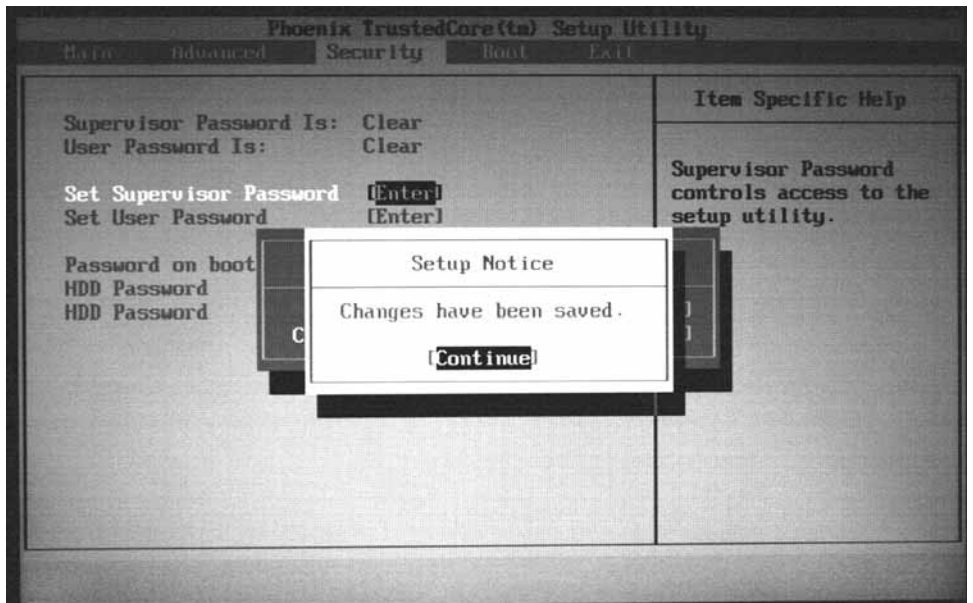 Phoenix TrustedCore(tm) Setup Utility
Main Advanced Security Boot Exit
Item Specific Help
Supervisor Password Is: Clear
User Password Is: Clear
Supervisor Password
controls access to the
setup utility.
Set Supervisor Password [Enter]
Set User Password [Enter]
Password on boot
HDD Password
HDD Password
C
Setup Notice
Changes have been saved.
[Continue]